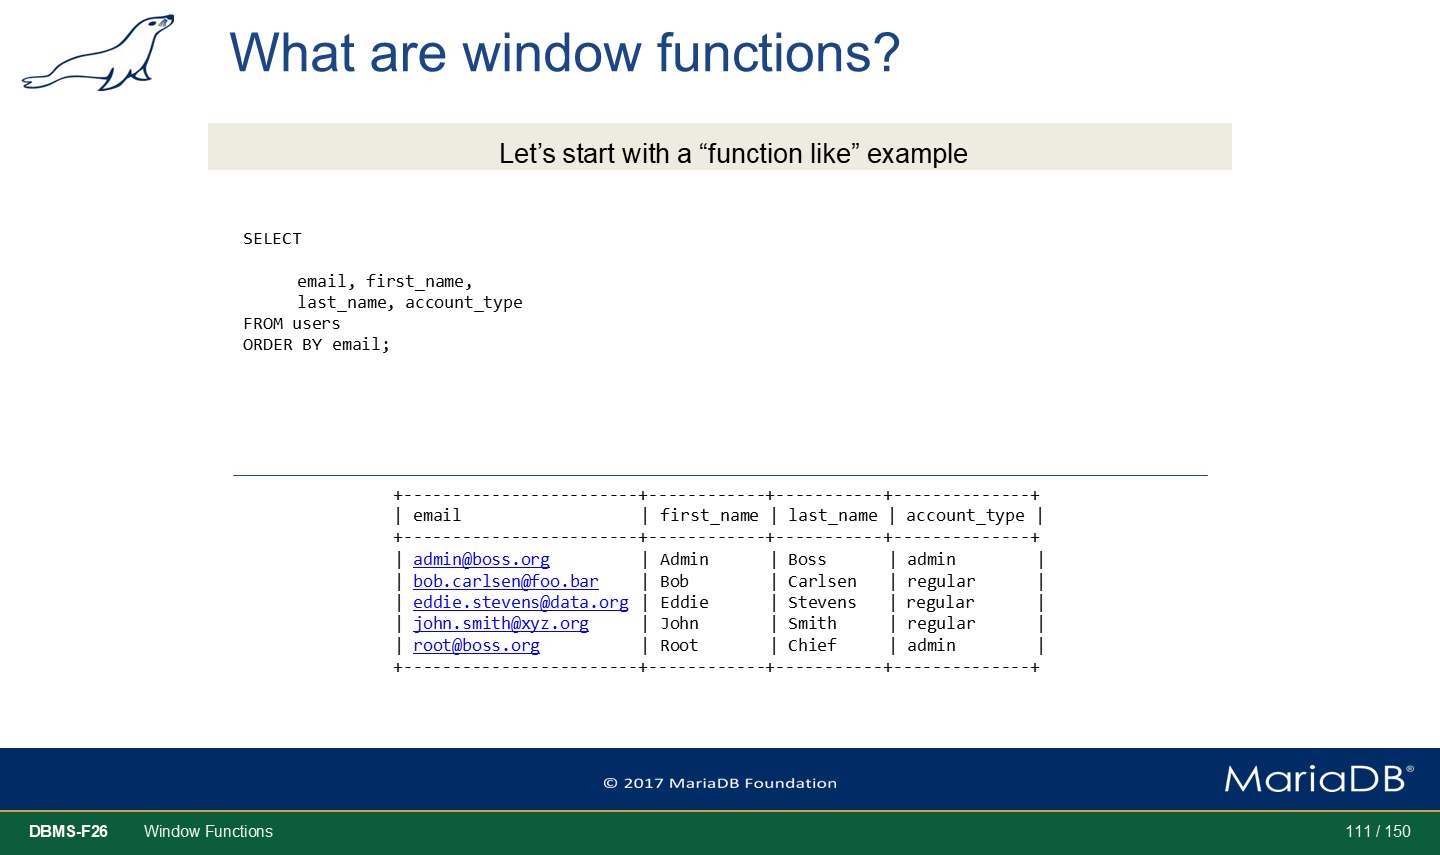 What are window functions?
Let’s start with a “function like” example
SELECT
email, first_name,
last_name, account_type
FROM users
ORDER BY email;
+------------------------+------------+-----------+--------------+
| email                  | first_name | last_name | account_type |
+------------------------+------------+-----------+--------------+
| admin@boss.org         | Admin      | Boss      | admin        |
| bob.carlsen@foo.bar    | Bob        | Carlsen   | regular      |
| eddie.stevens@data.org | Eddie      | Stevens   | regular      |
| john.smith@xyz.org     | John       | Smith     | regular      |
| root@boss.org          | Root       | Chief     | admin        |
+------------------------+------------+-----------+--------------+
© 2017 MariaDB Foundation
MariaDB®
DBMS-F26 Window Functions 111 / 150